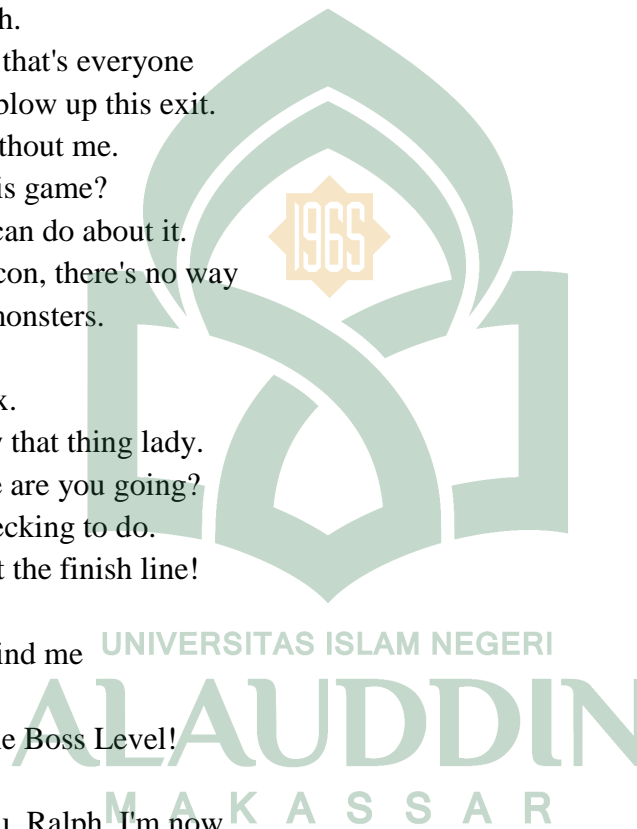 h.
that's everyone
blow up this exit.
thout me.
is game?
can do about it.
1965
con, there's no way
monsters.
x.
that thing lady.
e are you going?
ecking to do.
t the finish line!
ind me
UNIVERSITAS ISLAM NEGERI
ALAUDDIN
e Boss Level!
MAKASSAR
u, Ralph. I'm now